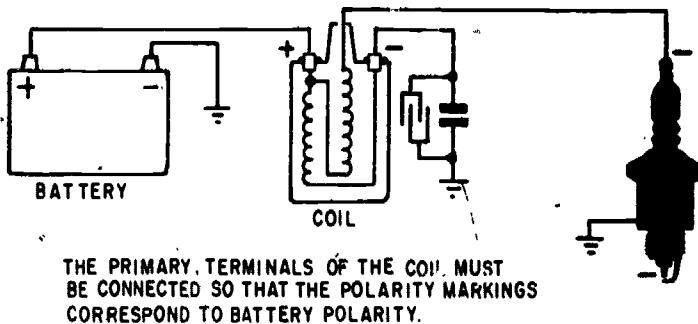 + -
-
+ -
BATTERY
COIL
-
THE PRIMARY. TERMINALS OF THE COIL MUST
BE CONNECTED SO THAT THE POLARITY MARKINGS
CORRESPOND TO BATTERY POLARITY.